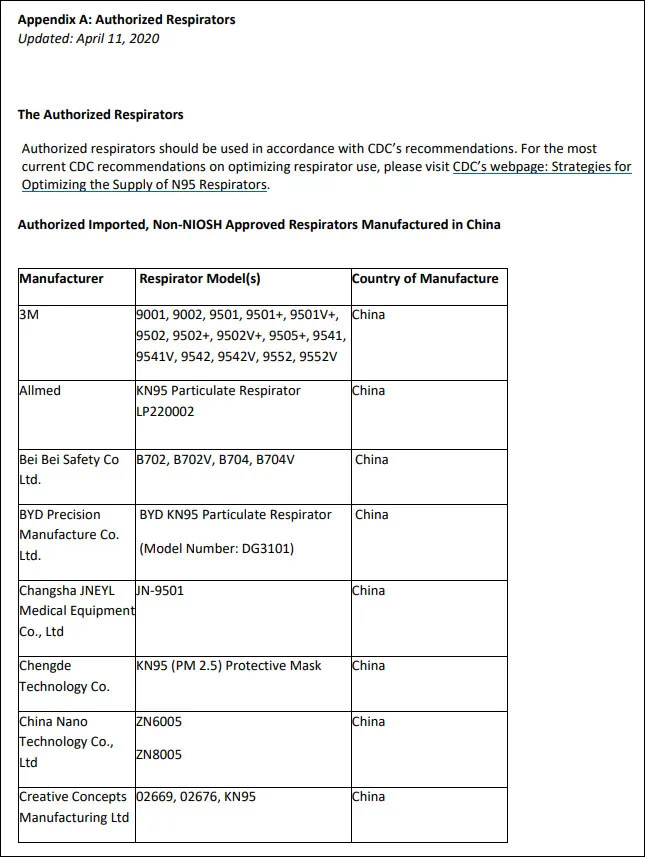 Appendix A: Authorized Respirators
Updated: April 11, 2020
The Authorized Respirators
Authorized respirators should be used in accordance with CDC’s recommendations. For the most
current CDC recommendations on optimizing respirator use, please visit CDC’s webpage: Strategies for
Optimizing the Supply of N95 Respirators.
Authorized Imported, Non-NIOSH Approved Respirators Manufactured in China
Manufacturer Respirator Model(s) Country of Manufacture
3M 9001, 9002, 9501, 9501+, 9501V+, China
9502, 9502+, 9502V+, 9505+, 9541,
9541V, 9542, 9542V, 9552, 9552V
Allmed KN95 Particulate Respirator China
LP220002
Bei Bei Safety Co B702, B702V, B704, B704V China
Ltd.
BYD Precision BYD KN95 Particulate Respirator China
Manufacture Co.
(Model Number: DG3101)
Ltd.
Changsha JNEYL JN-9501 China
Medical Equipment
Co., Ltd
Chengde KN95 (PM 2.5) Protective Mask China
Technology Co.
China Nano ZN6005 China
Technology Co.,
ZN8005
Ltd
Creative Concepts 02669, 02676, KN95 China
Manufacturing Ltd